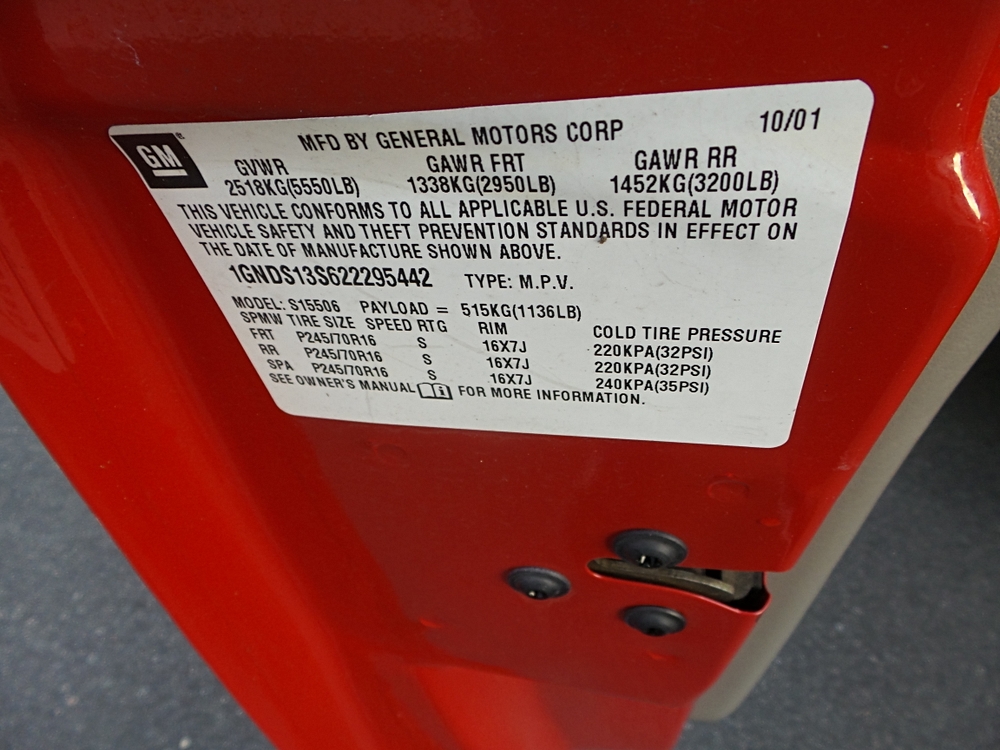 GM
MFD BY GENERAL MOTORS CORP 10/01
GVWR GAWR FRT GAWR RR
2518KG(5550LB) 1338KG(2950LB) 1452KG(3200LB)
THIS VEHICLE CONFORMS TO ALL APPLICABLE U.S. FEDERAL MOTOR
VEHICLE SAFETY AND THEFT PREVENTION STANDARDS IN EFFECT ON
THE DATE OF MANUFACTURE SHOWN ABOVE.
1GNDS13S622295442 TYPE: M.P.V.
MODEL: S15506 PAYLOAD = 515KG(1136LB)
SPMW TIRE SIZE SPEED RTG RIM COLD TIRE PRESSURE
FRT P245/70R16 S 16X7J 220KPA(32PSI)
RR P245/70R16 S 16X7J 220KPA(32PSI)
SPA P245/70R16 S 16X7J 240KPA(35PSI)
SEE OWNER'S MANUAL FOR MORE INFORMATION.